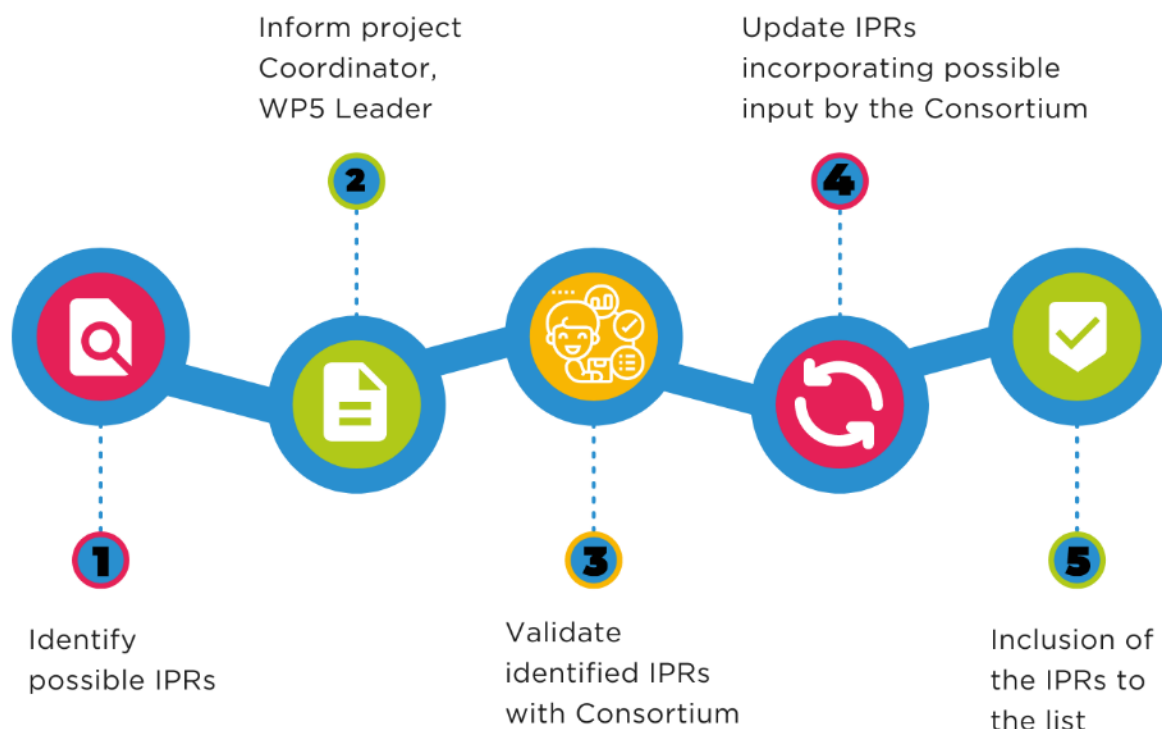 1
Identify
possible IPRs
Inform project
Coordinator,
WP5 Leader
2
3
Validate
identified IPRs
with Consortium
Update IPRs
incorporating possible
input by the Consortium
4
5
Inclusion of
the IPRs to
the list